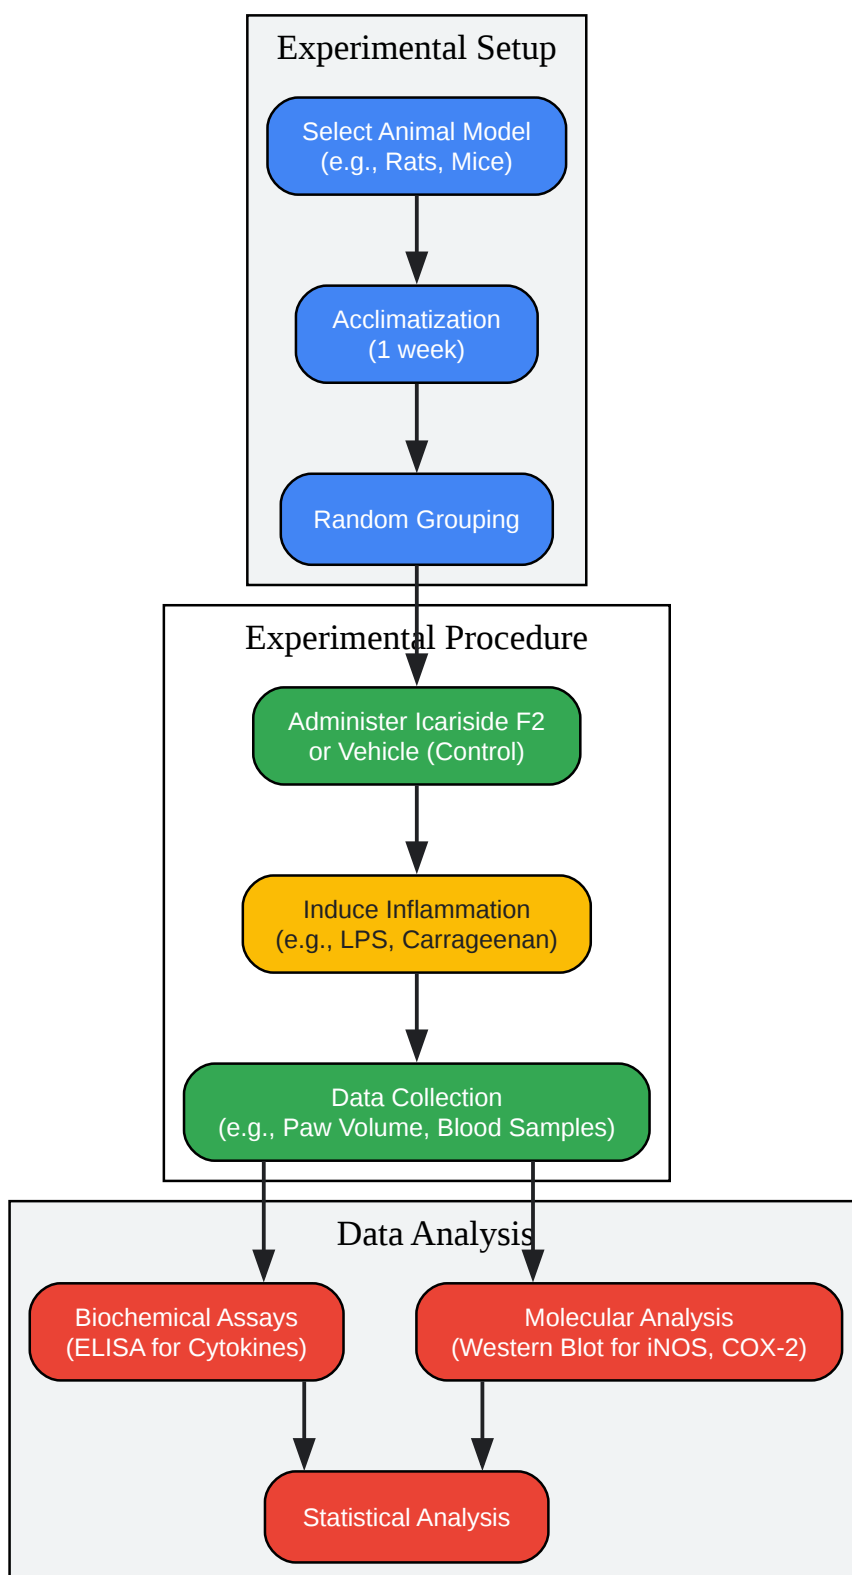 Experimental Setup
Select Animal Model
(e.g., Rats, Mice)
Acclimatization
(1 week)
Random Grouping
Experimental Procedure
Administer Icariside F2
or Vehicle (Control)
Induce Inflammation
(e.g., LPS, Carrageenan)
Data Collection
(e.g., Paw Volume, Blood Samples)
Data Analysis
Biochemical Assays
(ELISA for Cytokines)
Molecular Analysis
(Western Blot for iNOS, COX-2)
Statistical Analysis